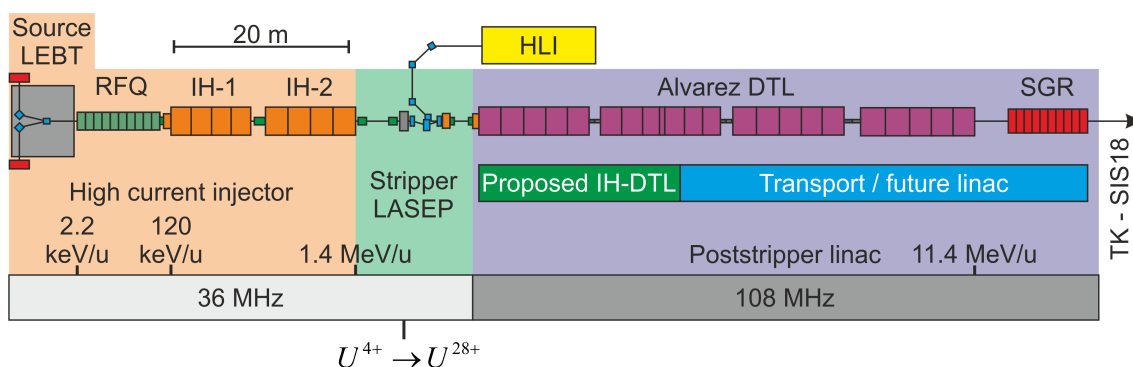 Source
LEBT
20 m
HLI
RFQ
IH-1
IH-2
Alvarez DTL
SGR
High current injector
Stripper
LASEP
Proposed IH-DTL
Transport / future linac
TK - SIS18
2.2
keV/u
120
keV/u
1.4 MeV/u
Poststripper linac
11.4 MeV/u
36 MHz
108 MHz
U⁴⁺ → U²⁸⁺